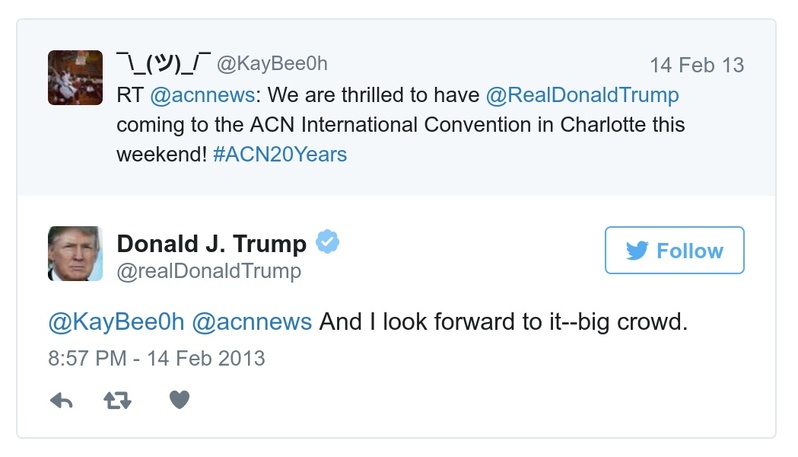 ¯\_(ツ)_/¯ @KayBee0h 14 Feb 13
RT @acnnews: We are thrilled to have @RealDonaldTrump
coming to the ACN International Convention in Charlotte this
weekend! #ACN20Years
Donald J. Trump
@realDonaldTrump
Follow
@KayBee0h @acnnews And I look forward to it--big crowd.
8:57 PM - 14 Feb 2013